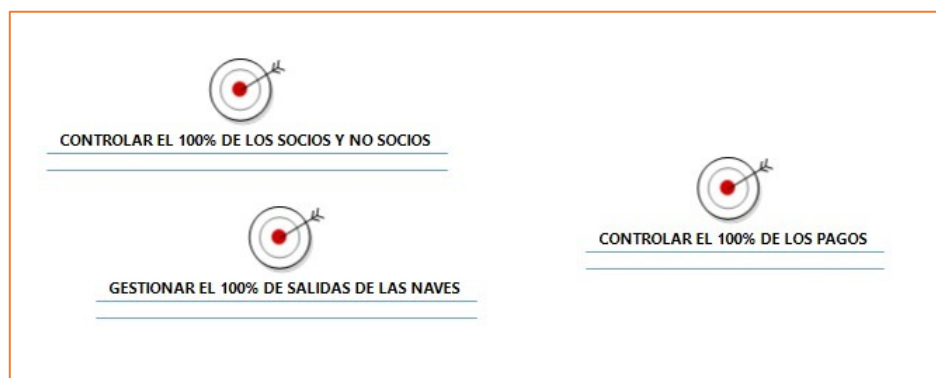 CONTROLAR EL 100% DE LOS SOCIOS Y NO SOCIOS
GESTIONAR EL 100% DE SALIDAS DE LAS NAVES
CONTROLAR EL 100% DE LOS PAGOS